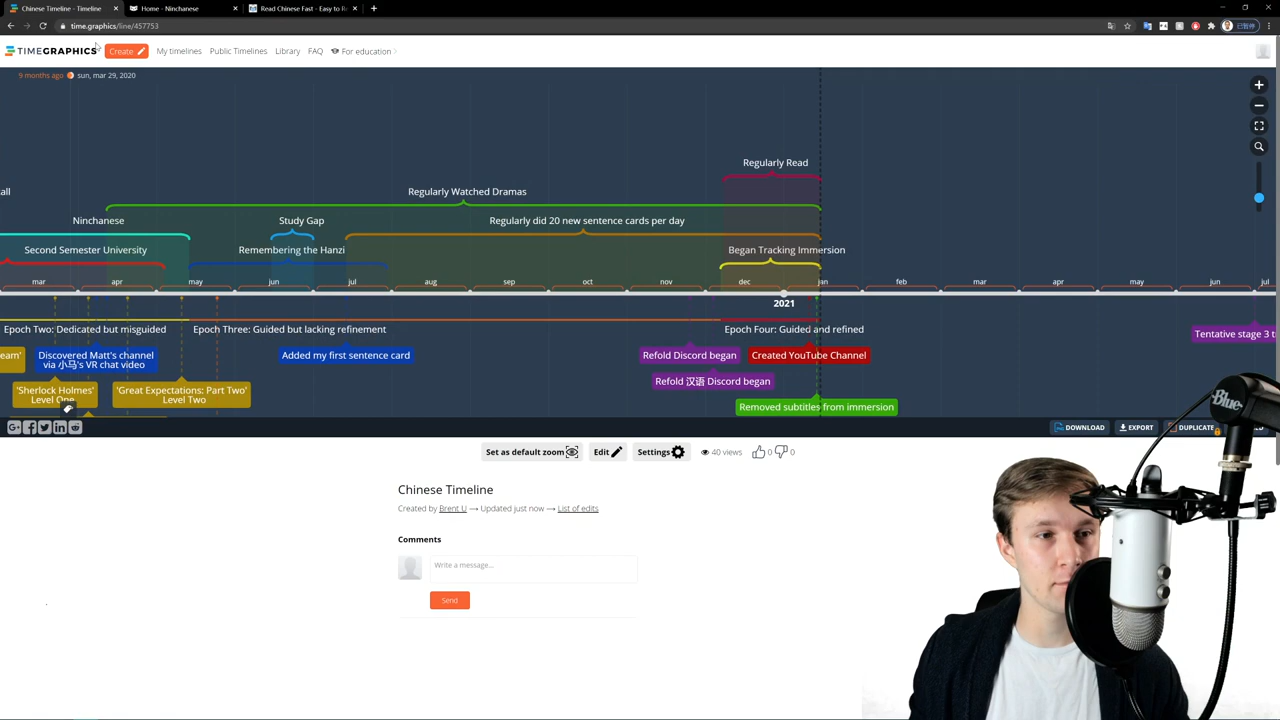 Chinese Timeline - Timeline
Home - Ninchanese
Read Chinese Fast - Easy to Re
time.graphics/line/457753
已暂停
TIMEGRAPHICS
Create
My timelines
Public Timelines
Library
FAQ
For education
9 months ago
sun, mar 29, 2020
Regularly Read
all
Regularly Watched Dramas
Ninchanese
Study Gap
Regularly did 20 new sentence cards per day
Second Semester University
Remembering the Hanzi
Began Tracking Immersion
mar
apr
may
jun
jul
aug
sep
oct
nov
dec
jan
feb
mar
apr
may
jun
jul
2021
Epoch Two: Dedicated but misguided
Epoch Three: Guided but lacking refinement
Epoch Four: Guided and refined
Tentative stage 3 t
eam'
Discovered Matt's channel
via 小马's VR chat video
Added my first sentence card
Refold Discord began
Created YouTube Channel
Refold 汉语 Discord began
'Sherlock Holmes'
Level One
'Great Expectations: Part Two'
Level Two
Removed subtitles from immersion
DOWNLOAD
EXPORT
DUPLICATE
Set as default zoom
Edit
Settings
40 views
0
0
Chinese Timeline
Created by Brent U → Updated just now → List of edits
Comments
Write a message...
Send
Blue